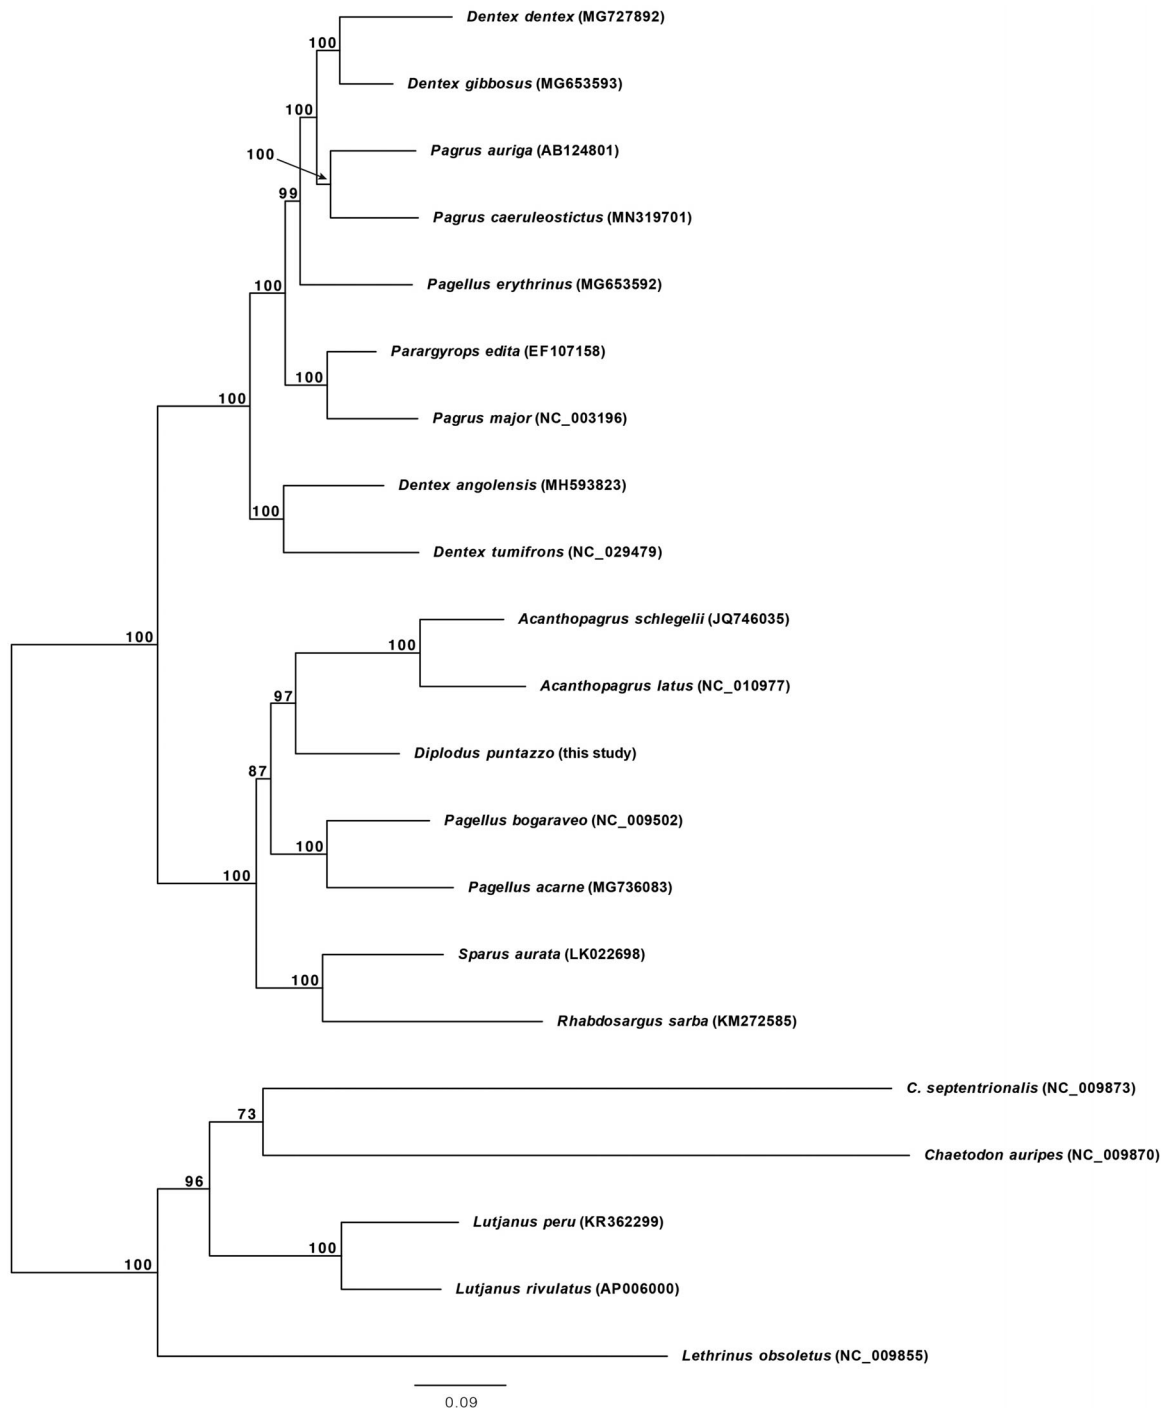 Dentex dentex (MG727892)
100
Dentex gibbosus (MG653593)
100
Pagrus auriga (AB124801)
100
99
Pagrus caeruleostictus (MN319701)
100
Pagellus erythrinus (MG653592)
Parargyrops edita (EF107158)
100
100
Pagrus major (NC_003196)
Dentex angolensis (MH593823)
100
Dentex tumifrons (NC_029479)
Acanthopagrus schlegelii (JQ746035)
100
100
Acanthopagrus latus (NC_010977)
97
Diplodus puntazzo (this study)
87
Pagellus bogaraveo (NC_009502)
100
100
Pagellus acarne (MG736083)
Sparus aurata (LK022698)
100
Rhabdosargus sarba (KM272585)
C. septentrionalis (NC_009873)
73
Chaetodon auripes (NC_009870)
96
Lutjanus peru (KR362299)
100
100
Lutjanus rivulatus (AP006000)
Lethrinus obsoletus (NC_009855)
0.09